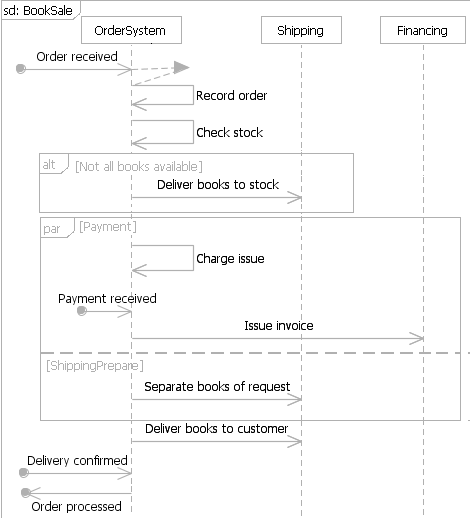 sd: BookSale
OrderSystem
Shipping
Financing
Order received
Record order
Check stock
alt
[Not all books available]
Deliver books to stock
par
[Payment]
Charge issue
Payment received
Issue invoice
[ShippingPrepare]
Separate books of request
Deliver books to customer
Delivery confirmed
Order processed